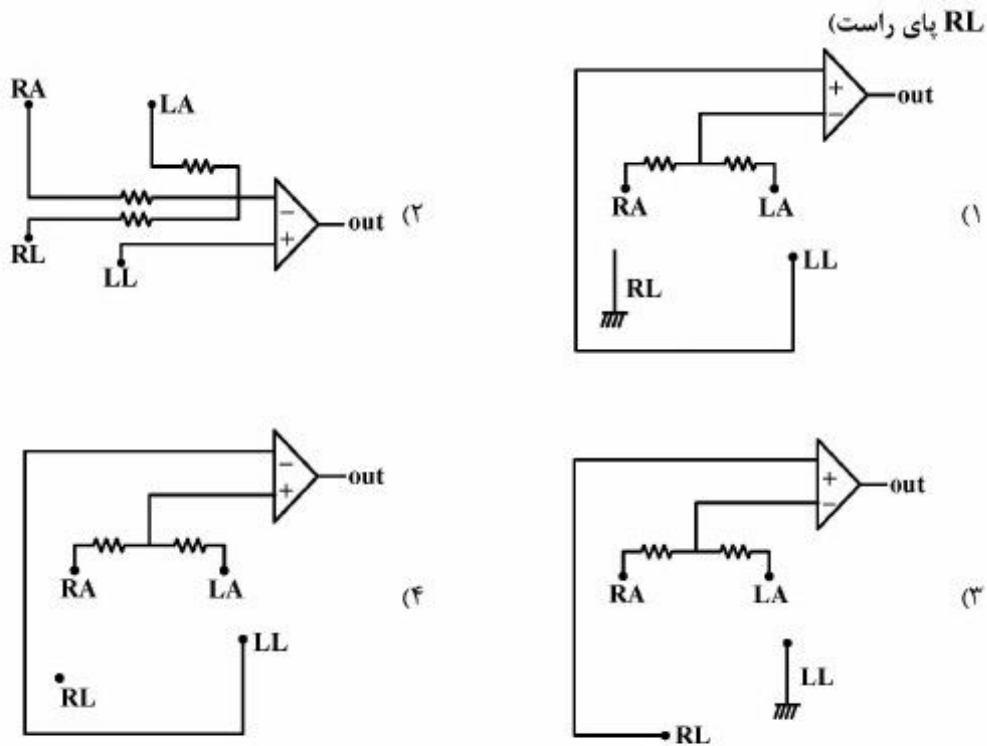 RL پای راست)
۱)
+
−
out
RA
LA
RL
LL
۲)
RA
LA
RL
LL
−
+
out
۳)
+
−
out
RA
LA
LL
RL
۴)
−
+
out
RA
LA
LL
RL